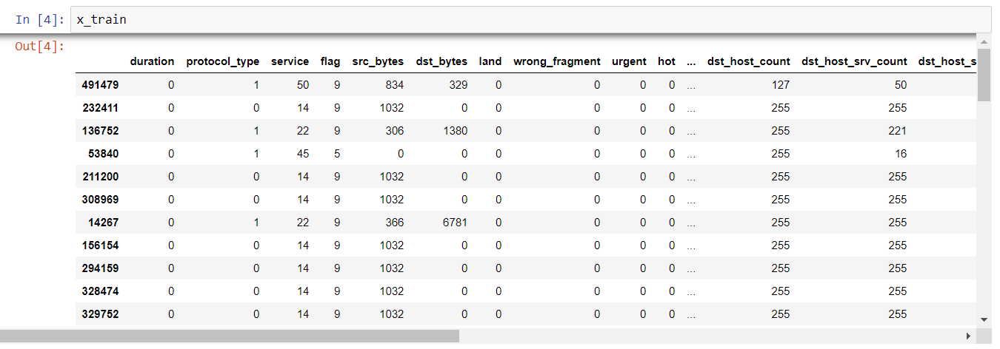 In [4]: x_train
Out[4]:
duration protocol_type service flag src_bytes dst_bytes land wrong_fragment urgent hot ... dst_host_count dst_host_srv_count dst_host_s
491479 0 1 50 9 834 329 0 0 0 0 ... 127 50
232411 0 0 14 9 1032 0 0 0 0 0 ... 255 255
136752 0 1 22 9 306 1380 0 0 0 0 ... 255 221
53840 0 1 45 5 0 0 0 0 0 0 ... 255 16
211200 0 0 14 9 1032 0 0 0 0 0 ... 255 255
308969 0 0 14 9 1032 0 0 0 0 0 ... 255 255
14267 0 1 22 9 366 6781 0 0 0 0 ... 255 255
156154 0 0 14 9 1032 0 0 0 0 0 ... 255 255
294159 0 0 14 9 1032 0 0 0 0 0 ... 255 255
328474 0 0 14 9 1032 0 0 0 0 0 ... 255 255
329752 0 0 14 9 1032 0 0 0 0 0 ... 255 255